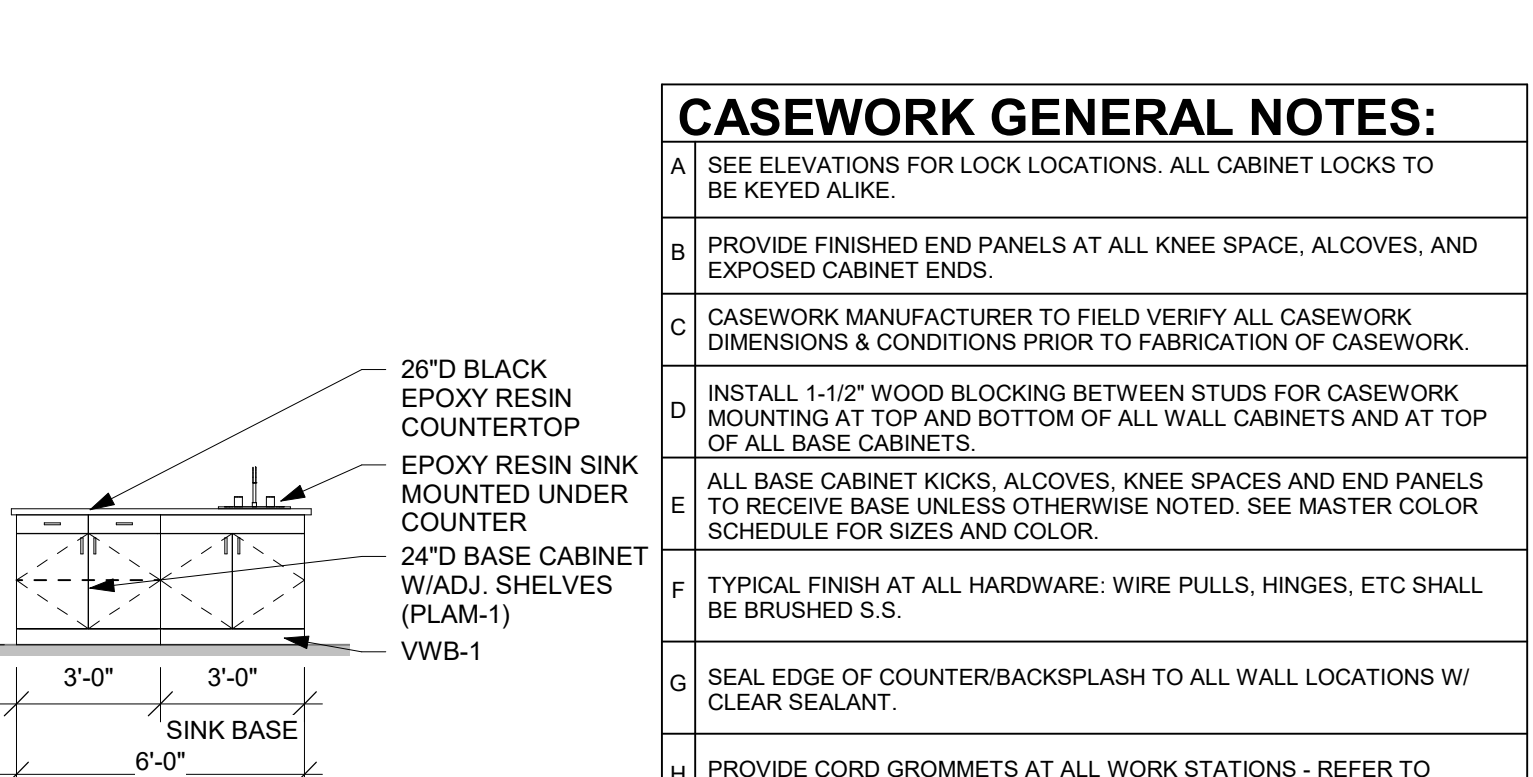 CASEWORK GENERAL NOTES:
A
SEE ELEVATIONS FOR LOCK LOCATIONS. ALL CABINET LOCKS TO
BE KEYED ALIKE.
B
PROVIDE FINISHED END PANELS AT ALL KNEE SPACE, ALCOVES, AND
EXPOSED CABINET ENDS.
C
CASEWORK MANUFACTURER TO FIELD VERIFY ALL CASEWORK
DIMENSIONS & CONDITIONS PRIOR TO FABRICATION OF CASEWORK.
D
INSTALL 1-1/2" WOOD BLOCKING BETWEEN STUDS FOR CASEWORK
MOUNTING AT TOP AND BOTTOM OF ALL WALL CABINETS AND AT TOP
OF ALL BASE CABINETS.
E
ALL BASE CABINET KICKS, ALCOVES, KNEE SPACES AND END PANELS
TO RECEIVE BASE UNLESS OTHERWISE NOTED. SEE MASTER COLOR
SCHEDULE FOR SIZES AND COLOR.
F
TYPICAL FINISH AT ALL HARDWARE: WIRE PULLS, HINGES, ETC SHALL
BE BRUSHED S.S.
G
SEAL EDGE OF COUNTER/BACKSPLASH TO ALL WALL LOCATIONS W/
CLEAR SEALANT.
H
PROVIDE CORD GROMMETS AT ALL WORK STATIONS - REFER TO
26"D BLACK
EPOXY RESIN
COUNTERTOP
EPOXY RESIN SINK
MOUNTED UNDER
COUNTER
24"D BASE CABINET
W/ADJ. SHELVES
(PLAM-1)
VWB-1
3'-0"
3'-0"
SINK BASE
6'-0"